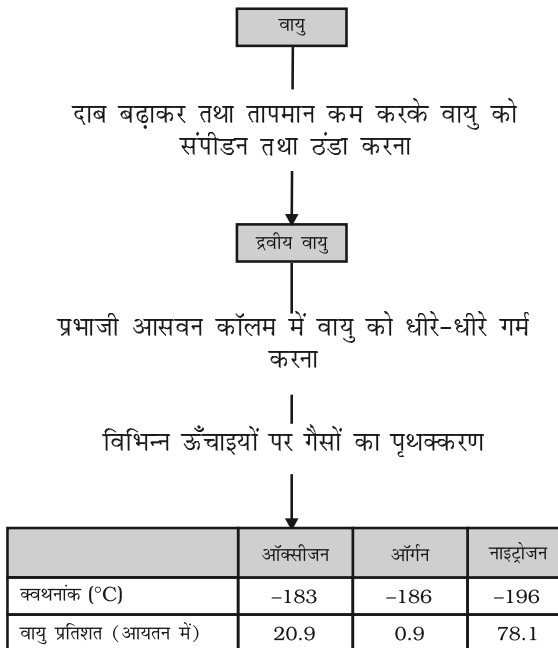 वायु
दाब बढ़ाकर तथा तापमान कम करके वायु को
संपीडन तथा ठंडा करना
द्रवीय वायु
प्रभाजी आसवन कॉलम में वायु को धीरे-धीरे गर्म
करना
विभिन्न ऊँचाइयों पर गैसों का पृथक्करण
ऑक्सीजन ऑर्गन नाइट्रोजन
क्वथनांक (°C) –183 –186 –196
वायु प्रतिशत (आयतन में) 20.9 0.9 78.1